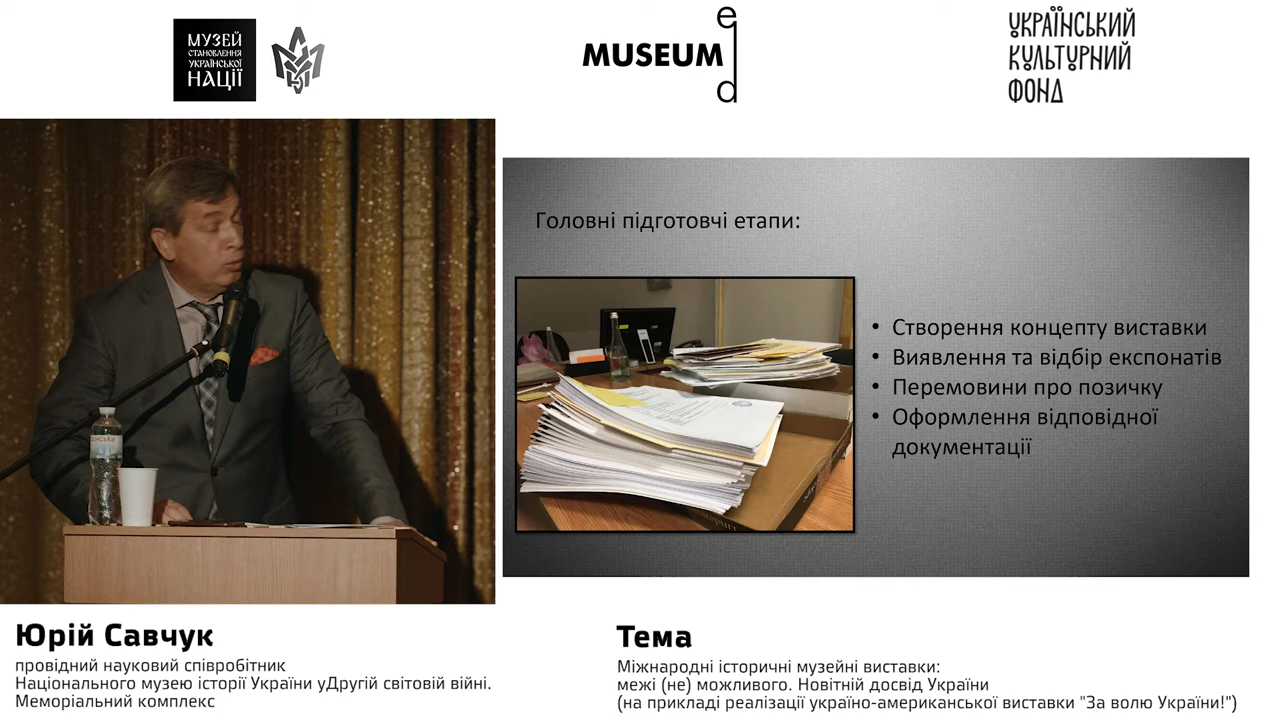 МУЗЕЙ
СТАНОВЛЕННЯ
УКРАЇНСЬКОЇ
НАЦІЇ
MUSEUM
ed
УКРАЇНСЬКИЙ
КУЛЬТУРНИЙ
ФОНД
Головні підготовчі етапи:
• Створення концепту виставки
• Виявлення та відбір експонатів
• Перемовини про позичку
• Оформлення відповідної
документації
Юрій Савчук
провідний науковий співробітник
Національного музею історії України уДругій світовій війні.
Меморіальний комплекс
Тема
Міжнародні історичні музейні виставки:
межі (не) можливого. Новітній досвід України
(на прикладі реалізації україно-американської виставки "За волю України!")